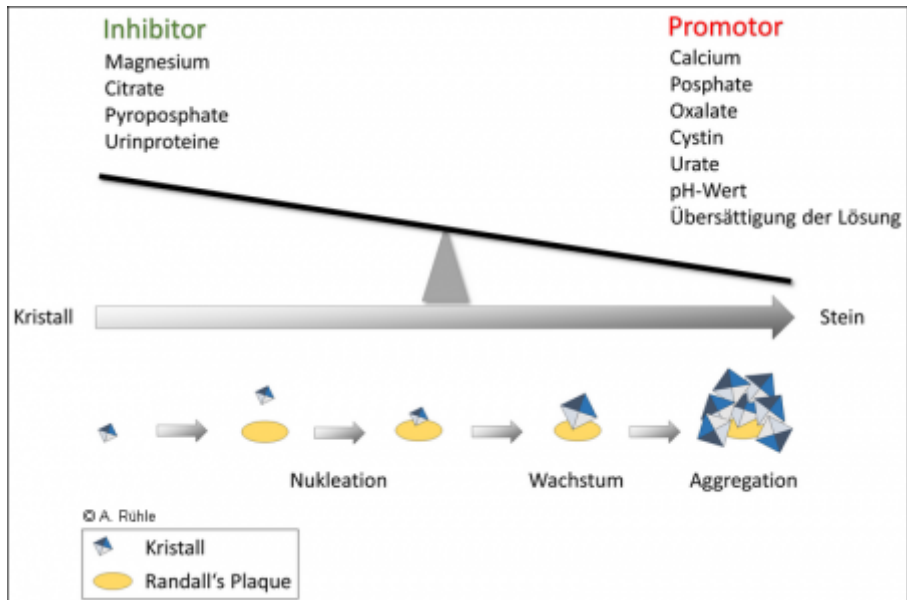 Inhibitor
Magnesium
Citrate
Pyroposphate
Urinproteine
Promotor
Calcium
Posphate
Oxalate
Cystin
Urate
pH-Wert
Übersättigung der Lösung
Kristall
Stein
Nukleation
Wachstum
Aggregation
© A. Rühle
Kristall
Randall's Plaque